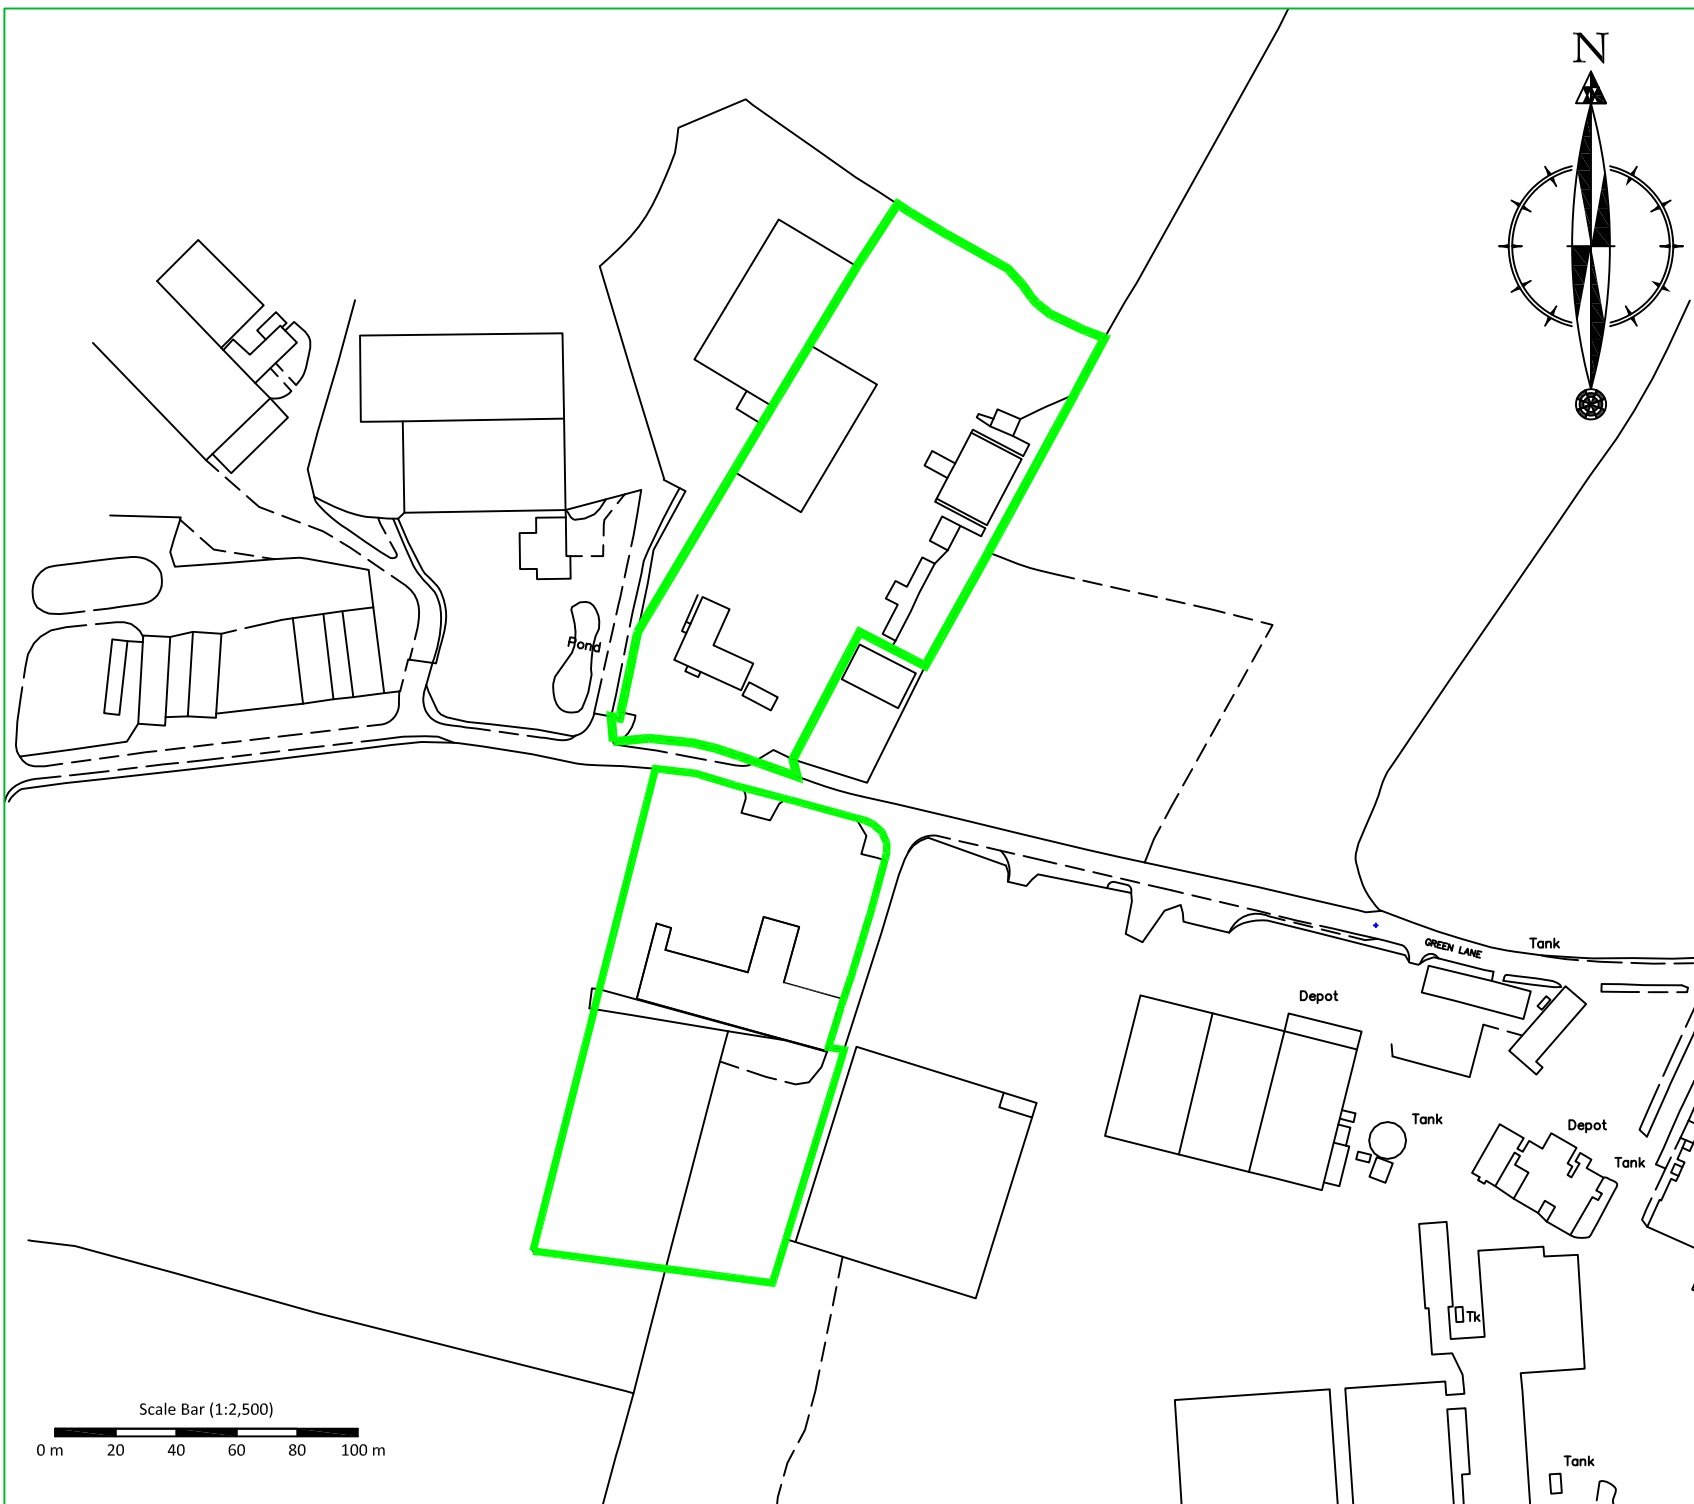 N
Pond
GREEN LANE
Tank
Depot
Tank
Depot
Tank
Tk
Scale Bar (1:2,500)
0 m 20 40 60 80 100 m
Tank